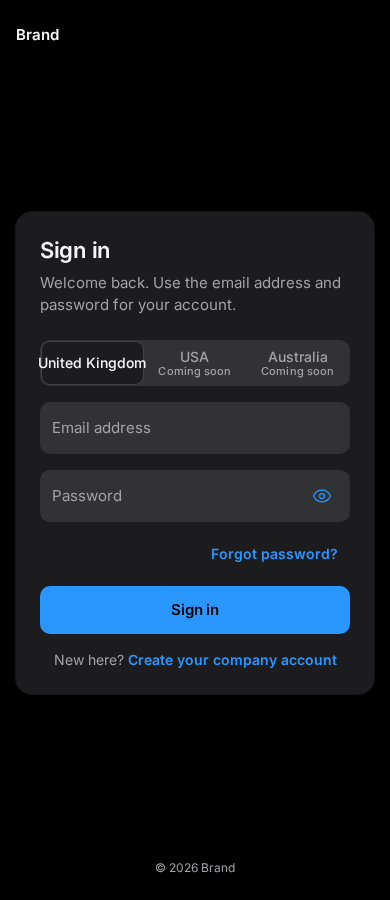 Brand
Sign in
Welcome back. Use the email address and
password for your account.
United Kingdom
USA
Coming soon
Australia
Coming soon
Email address
Password
Forgot password?
Sign in
New here? Create your company account
© 2026 Brand